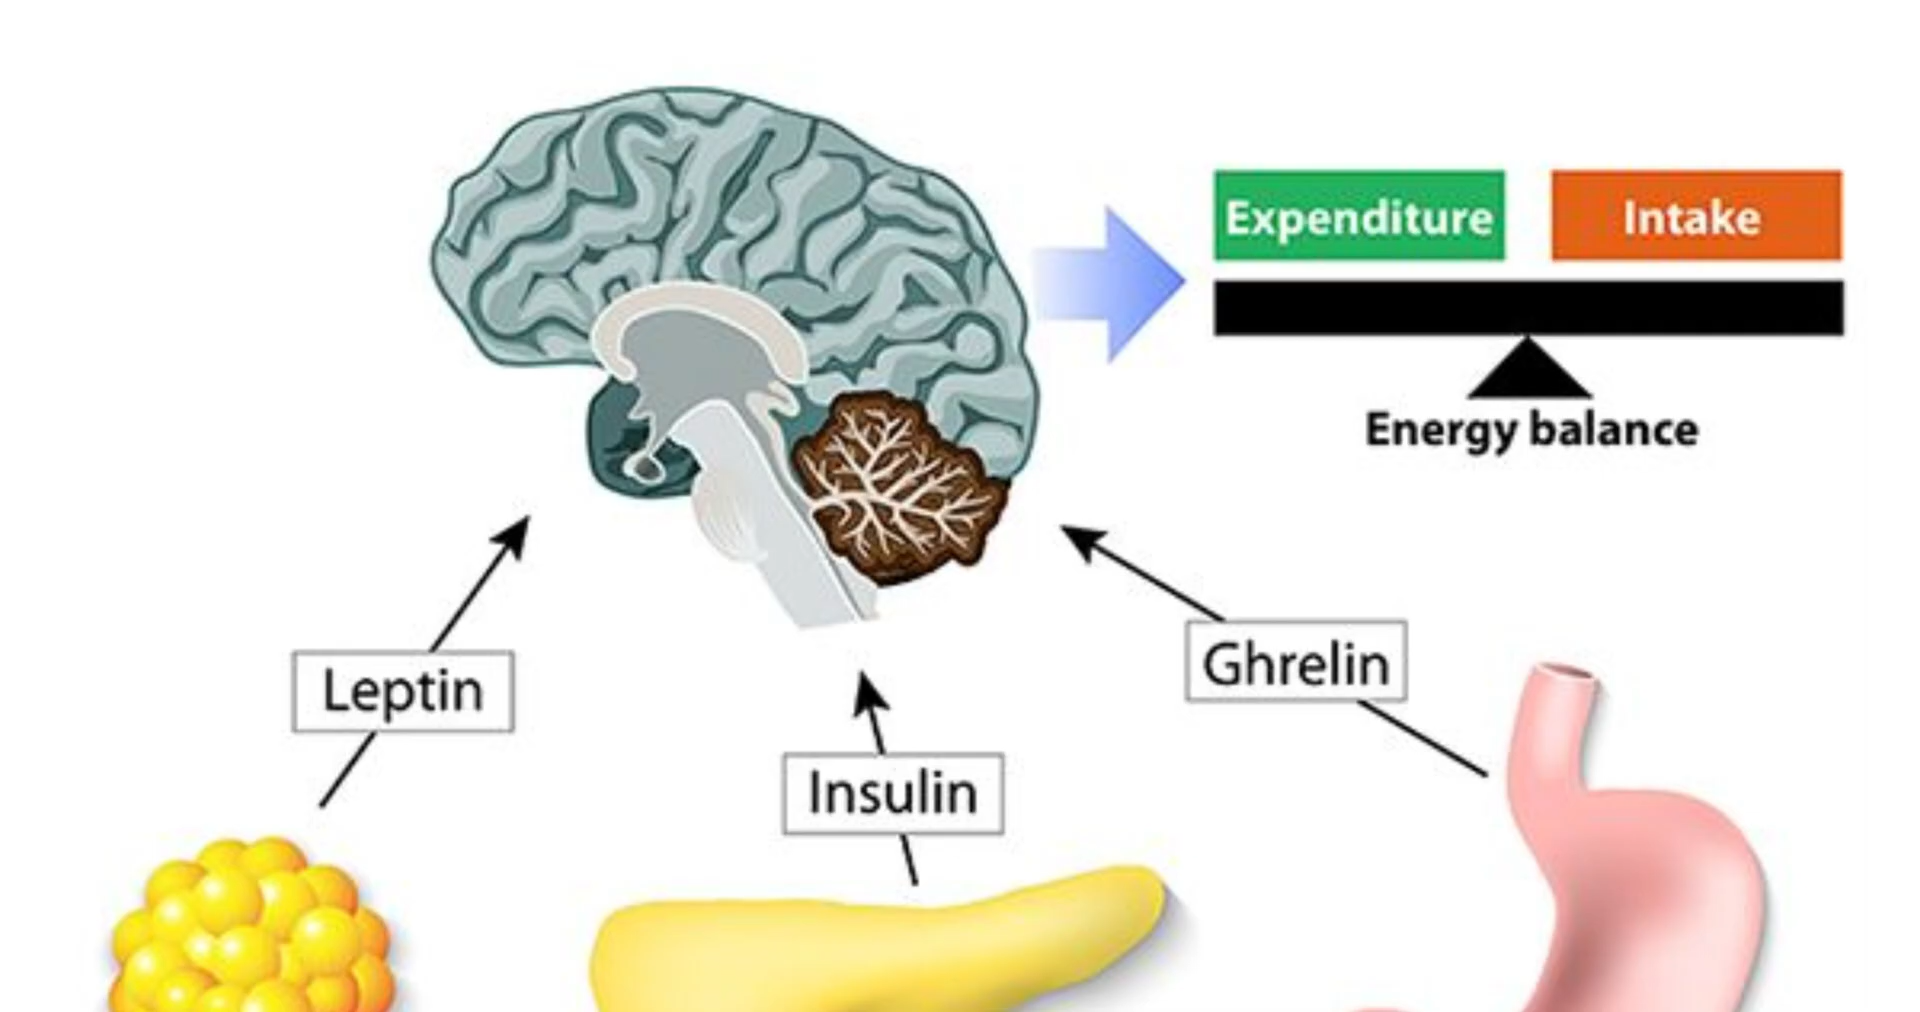 Expenditure
Intake
Energy balance
Leptin
Ghrelin
Insulin